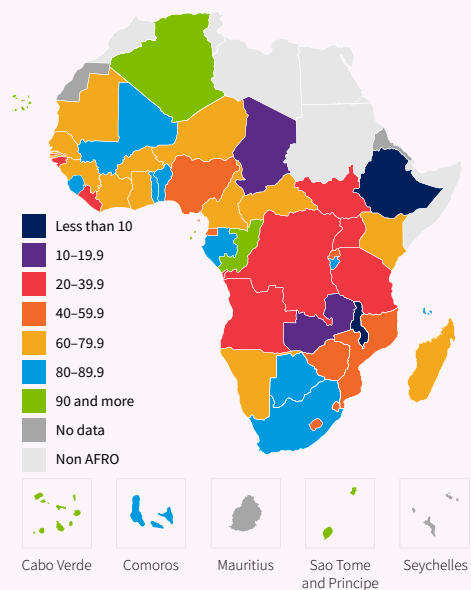 Less than 10
10–19.9
20–39.9
40–59.9
60–79.9
80–89.9
90 and more
No data
Non AFRO
Cabo Verde
Comoros
Mauritius
Sao Tome
and Principe
Seychelles